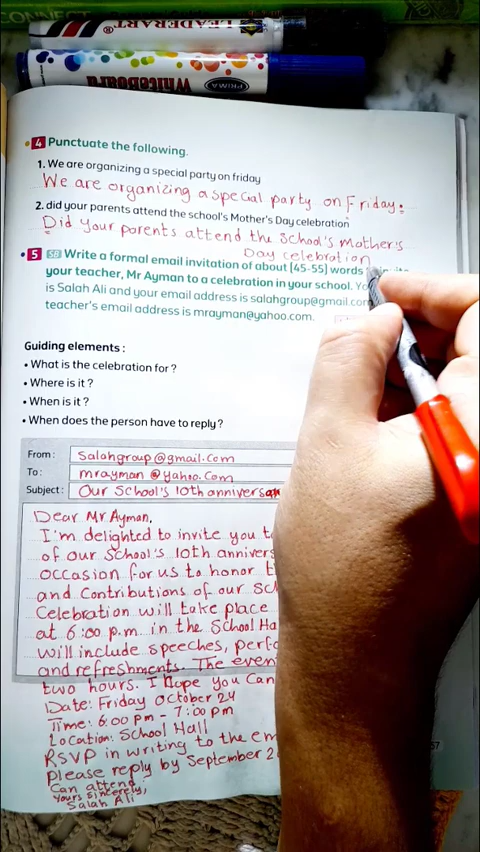 CONNECT
LEADERART
Whiteboard
PRIMA
4 Punctuate the following.
1. We are organizing a special party on friday
We are organizing a special party on Friday.
2. did your parents attend the school's Mother's Day celebration
Did your parents attend the school's Mother's
Day celebration
5 SB Write a formal email invitation of about (45-55) words
your teacher, Mr Ayman to a celebration in your school.
is Salah Ali and your email address is salahgroup@gmail.com
teacher's email address is mrayman@yahoo.com.
Guiding elements :
• What is the celebration for ?
• Where is it ?
• When is it ?
• When does the person have to reply ?
From : Salahgroup@gmail.com
To : mrayman@yahoo.com
Subject : Our School's 10th
Dear Mr Ayman,
I'm delighted to invite you
of our school's 10th
occasion for us to honor
and contributions of our
Celebration will take place
at 6:00 p.m. in the School
will include speeches,
and refreshments. The
two hours. I hope you can
Date: Friday October 24
Time: 6:00 pm - 7:00 pm
Location: School Hall
RSVP in writing to the
Please reply by September
Can attend
Yours sincerely,
Salah Ali
57